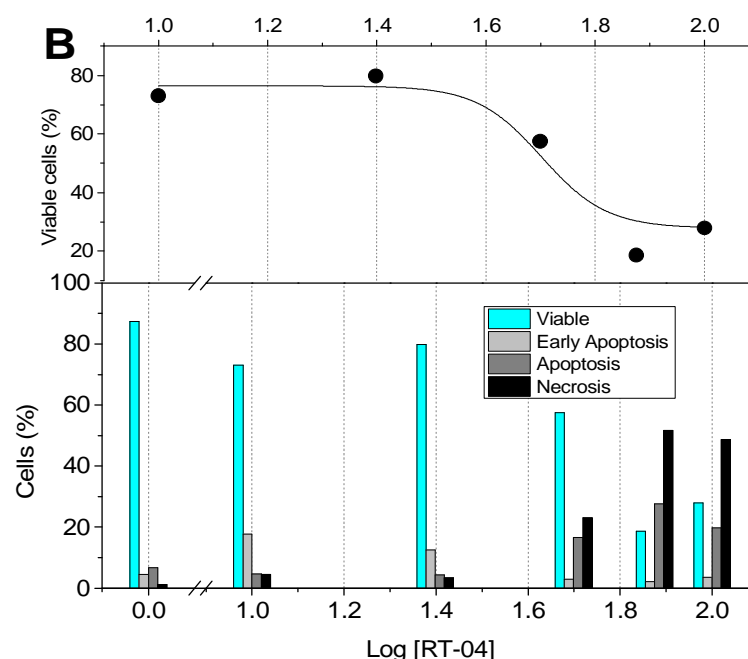 B
1.0 1.2 1.4 1.6 1.8 2.0
Viable cells (%)
80
60
40
20
100
80
60
40
20
0
Cells (%)
Viable
Early Apoptosis
Apoptosis
Necrosis
0.0 1.0 1.2 1.4 1.6 1.8 2.0
Log [RT-04]